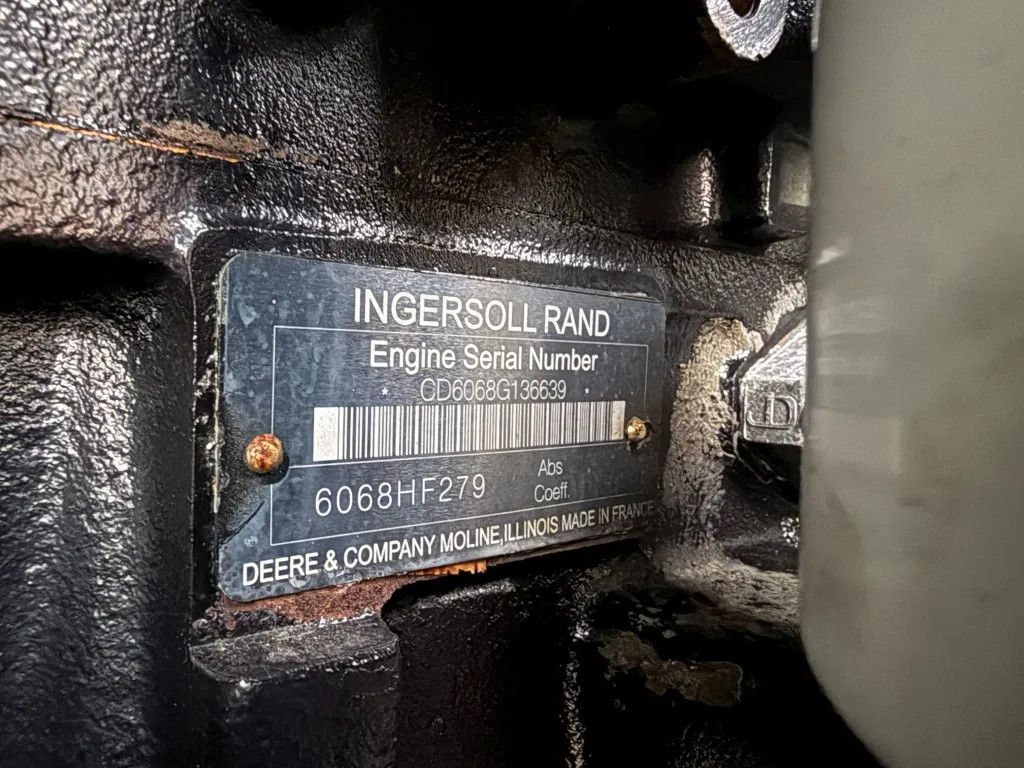 INGERSOLL RAND
Engine Serial Number
* CD6068G136639 *
6068HF279
Abs
Coeff.
DEERE & COMPANY MOLINE, ILLINOIS MADE IN FRANCE
D